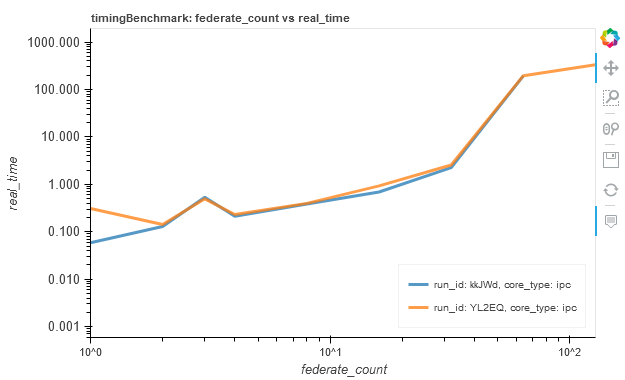 timingBenchmark: federate_count vs real_time
real_time
1000.000
100.000
10.000
1.000
0.100
0.010
0.001
10^0
10^1
10^2
federate_count
run_id: kkJWd, core_type: ipc
run_id: YL2EQ, core_type: ipc